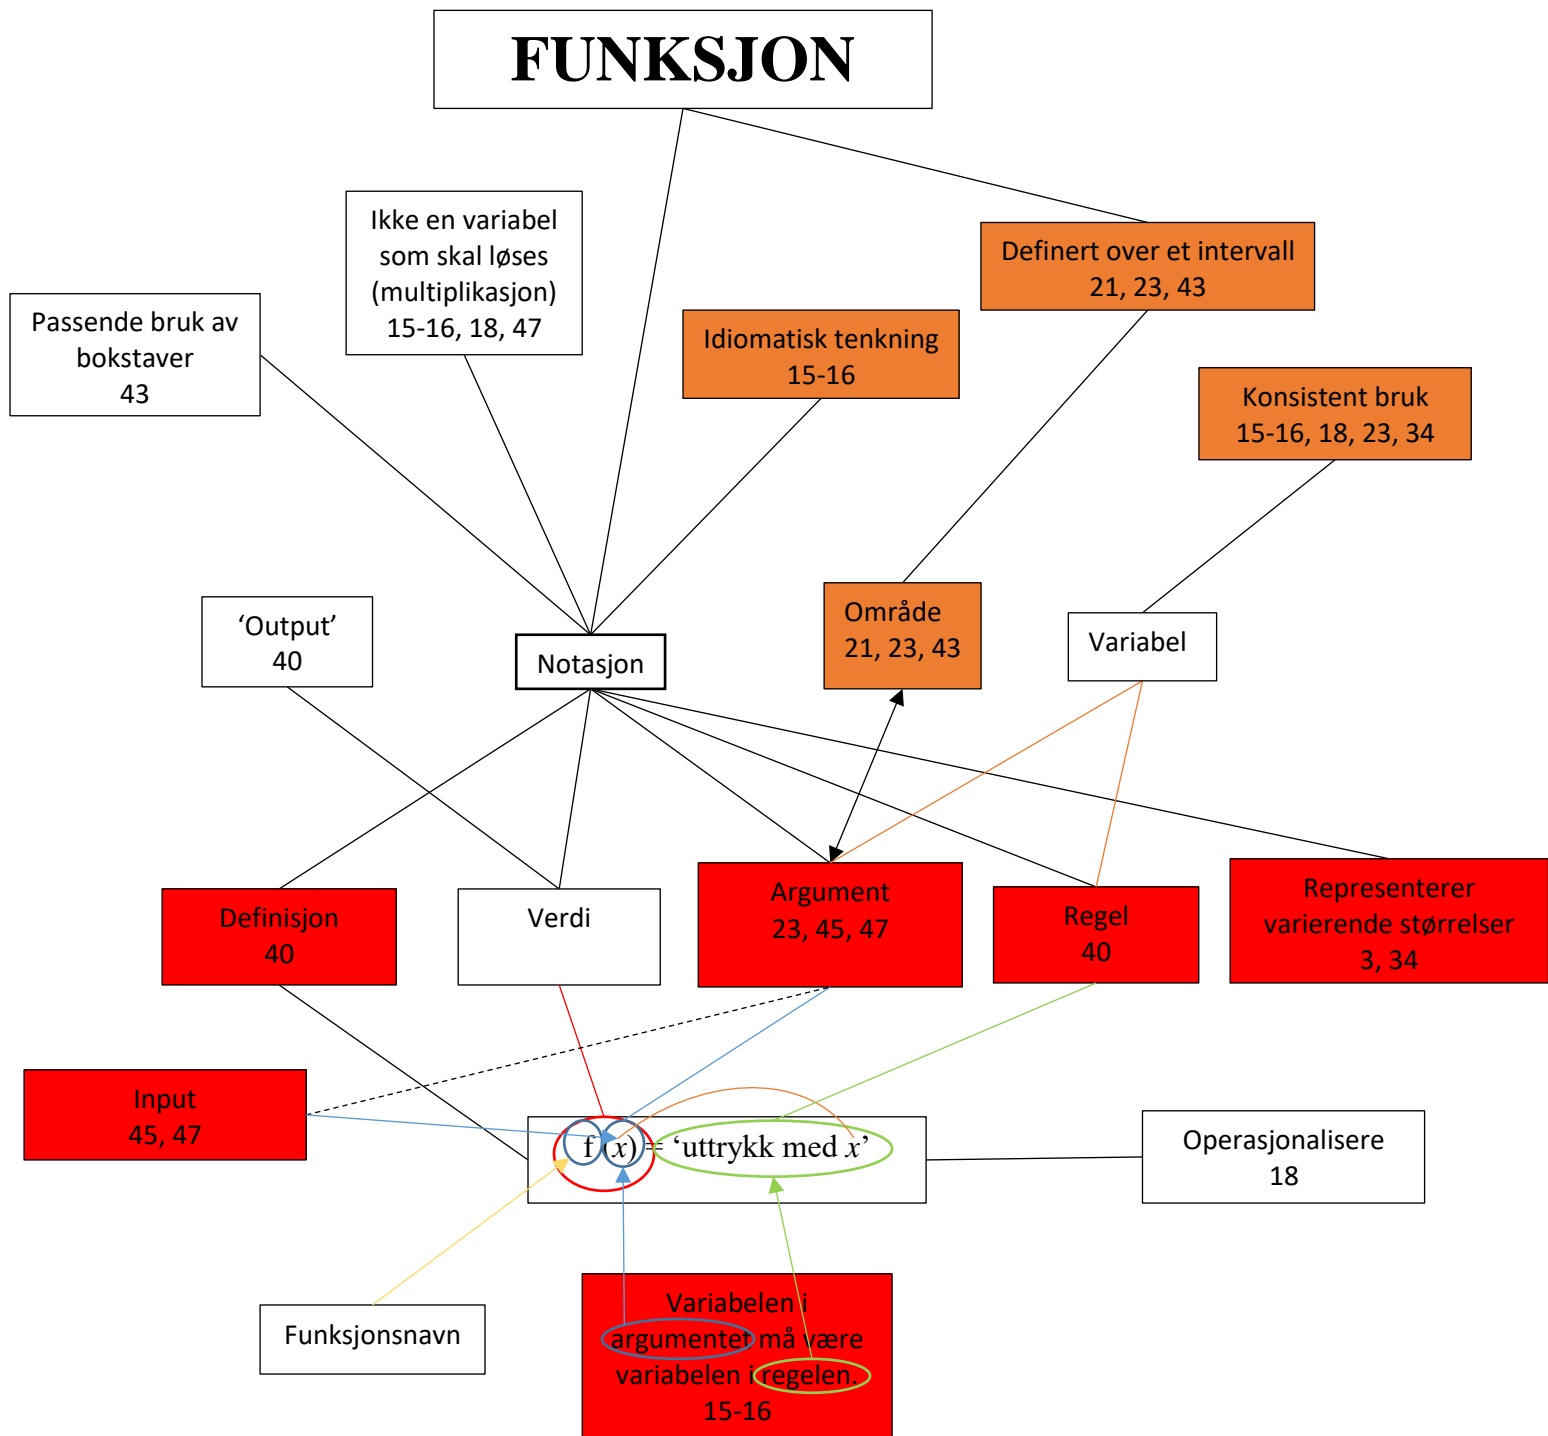 FUNKSJON
Ikke en variabel
som skal løses
(multiplikasjon)
15-16, 18, 47
Definert over et intervall
21, 23, 43
Passende bruk av
bokstaver
43
Idiomatisk tenkning
15-16
Konsistent bruk
15-16, 18, 23, 34
‘Output’
40
Notasjon
Område
21, 23, 43
Variabel
Definisjon
40
Verdi
Argument
23, 45, 47
Regel
40
Representerer
varierende størrelser
3, 34
Input
45, 47
f (x) = ‘uttrykk med x’
Operasjonalisere
18
Funksjonsnavn
Variabelen i
argumentet må være
variabelen i regelen.
15-16